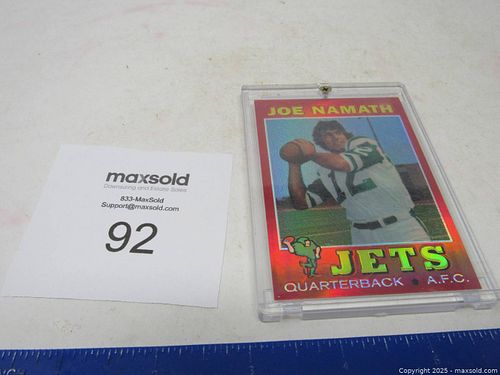 maxsold
Downsizing and Estate Sales
833-MaxSold
Support@maxsold.com
92
JOE NAMATH
12
JETS
QUARTERBACK • A.F.C.
Copyright 2025 - maxsold.com